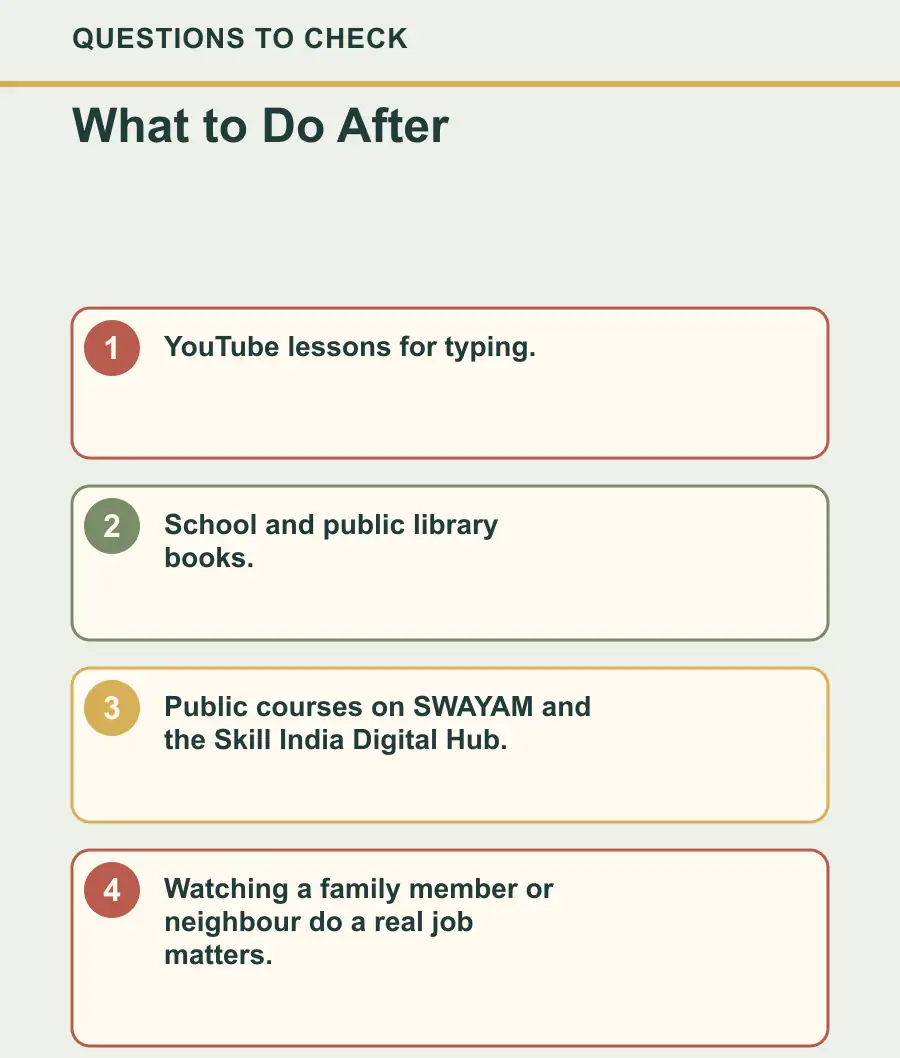 QUESTIONS TO CHECK
What to Do After
1
YouTube lessons for typing.
2
School and public library
books.
3
Public courses on SWAYAM and
the Skill India Digital Hub.
4
Watching a family member or
neighbour do a real job
matters.